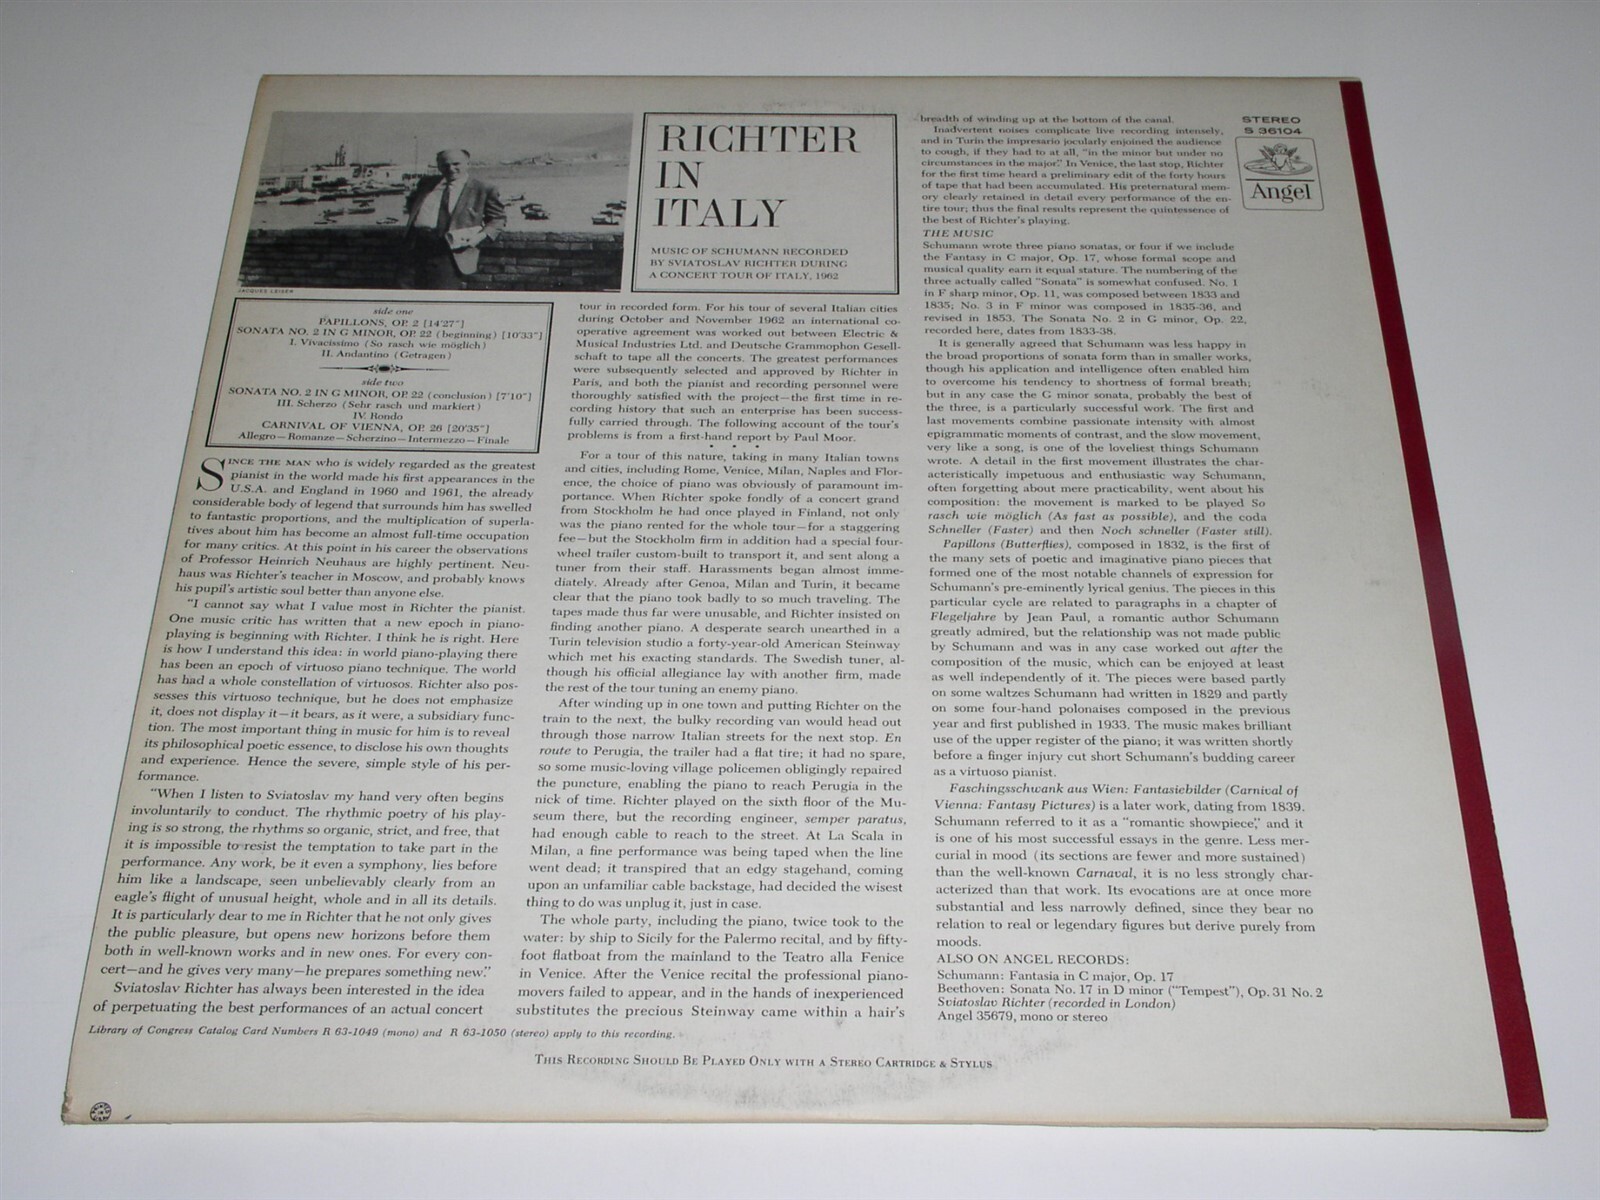 JACQUES LEISER
RICHTER
IN
ITALY
MUSIC OF SCHUMANN RECORDED
BY SVIATOSLAV RICHTER DURING
A CONCERT TOUR OF ITALY, 1962
STEREO
S 36104
Angel
side one
PAPILLONS, OP. 2 [14'27"]
SONATA NO. 2 IN G MINOR, OP. 22 (beginning) [10'33"]
I. Vivacissimo (So rasch wie möglich)
II. Andantino (Getragen)
side two
SONATA NO. 2 IN G MINOR, OP. 22 (conclusion) [7'10"]
III. Scherzo (Sehr rasch und markiert)
IV. Rondo
CARNIVAL OF VIENNA, OP. 26 [20'35"]
Allegro—Romanze—Scherzino—Intermezzo—Finale
SINCE THE MAN who is widely regarded as the greatest
pianist in the world made his first appearances in the
U.S.A. and England in 1960 and 1961, the already
considerable body of legend that surrounds him has swelled
to fantastic proportions, and the multiplication of superla-
tives about him has become an almost full-time occupation
for many critics. At this point in his career the observations
of Professor Heinrich Neuhaus are highly pertinent. Neu-
haus was Richter's teacher in Moscow, and probably knows
his pupil's artistic soul better than anyone else.
"I cannot say what I value most in Richter the pianist.
One music critic has written that a new epoch in piano-
playing is beginning with Richter. I think he is right. Here
is how I understand this idea: in world piano-playing there
has been an epoch of virtuoso piano technique. The world
has had a whole constellation of virtuosos. Richter also pos-
sesses this virtuoso technique, but he does not emphasize
it, does not display it—it bears, as it were, a subsidiary func-
tion. The most important thing in music for him is to reveal
its philosophical poetic essence, to disclose his own thoughts
and experience. Hence the severe, simple style of his per-
formance.
"When I listen to Sviatoslav my hand very often begins
involuntarily to conduct. The rhythmic poetry of his play-
ing is so strong, the rhythms so organic, strict, and free, that
it is impossible to resist the temptation to take part in the
performance. Any work, be it even a symphony, lies before
him like a landscape, seen unbelievably clearly from an
eagle's flight of unusual height, whole and in all its details.
It is particularly dear to me in Richter that he not only gives
the public pleasure, but opens new horizons before them
both in well-known works and in new ones. For every con-
cert—and he gives very many—he prepares something new."
Sviatoslav Richter has always been interested in the idea
of perpetuating the best performances of an actual concert
tour in recorded form. For his tour of several Italian cities
during October and November 1962 an international co-
operative agreement was worked out between Electric &
Musical Industries Ltd. and Deutsche Grammophon Gesell-
schaft to tape all the concerts. The greatest performances
were subsequently selected and approved by Richter in
Paris, and both the pianist and recording personnel were
thoroughly satisfied with the project—the first time in re-
cording history that such an enterprise has been success-
fully carried through. The following account of the tour's
problems is from a first-hand report by Paul Moor.
For a tour of this nature, taking in many Italian towns
and cities, including Rome, Venice, Milan, Naples and Flor-
ence, the choice of piano was obviously of paramount im-
portance. When Richter spoke fondly of a concert grand
from Stockholm he had once played in Finland, not only
was the piano rented for the whole tour—for a staggering
fee—but the Stockholm firm in addition had a special four-
wheel trailer custom-built to transport it, and sent along a
tuner from their staff. Harassments began almost imme-
diately. Already after Genoa, Milan and Turin, it became
clear that the piano took badly to so much traveling. The
tapes made thus far were unusable, and Richter insisted on
finding another piano. A desperate search unearthed in a
Turin television studio a forty-year-old American Steinway
which met his exacting standards. The Swedish tuner, al-
though his official allegiance lay with another firm, made
the rest of the tour tuning an enemy piano.
After winding up in one town and putting Richter on the
train to the next, the bulky recording van would head out
through those narrow Italian streets for the next stop. En
route to Perugia, the trailer had a flat tire; it had no spare,
so some music-loving village policemen obligingly repaired
the puncture, enabling the piano to reach Perugia in the
nick of time. Richter played on the sixth floor of the Mu-
seum there, but the recording engineer, semper paratus,
had enough cable to reach to the street. At La Scala in
Milan, a fine performance was being taped when the line
went dead; it transpired that an edgy stagehand, coming
upon an unfamiliar cable backstage, had decided the wisest
thing to do was unplug it, just in case.
The whole party, including the piano, twice took to the
water: by ship to Sicily for the Palermo recital, and by fifty-
foot flatboat from the mainland to the Teatro alla Fenice
in Venice. After the Venice recital the professional piano-
movers failed to appear, and in the hands of inexperienced
substitutes the precious Steinway came within a hair's
breadth of winding up at the bottom of the canal.
Inadvertent noises complicate live recording intensely,
and in Turin the impresario jocularly enjoined the audience
to cough, if they had to at all, "in the minor but under no
circumstances in the major." In Venice, the last stop, Richter
for the first time heard a preliminary edit of the forty hours
of tape that had been accumulated. His preternatural mem-
ory clearly retained in detail every performance of the en-
tire tour; thus the final results represent the quintessence of
the best of Richter's playing.
THE MUSIC
Schumann wrote three piano sonatas, or four if we include
the Fantasy in C major, Op. 17, whose formal scope and
musical quality earn it equal stature. The numbering of the
three actually called "Sonata" is somewhat confused. No. 1
in F sharp minor, Op. 11, was composed between 1833 and
1835; No. 3 in F minor was composed in 1835-36, and
revised in 1853. The Sonata No. 2 in G minor, Op. 22,
recorded here, dates from 1833-38.
It is generally agreed that Schumann was less happy in
the broad proportions of sonata form than in smaller works,
though his application and intelligence often enabled him
to overcome his tendency to shortness of formal breath;
but in any case the G minor sonata, probably the best of
the three, is a particularly successful work. The first and
last movements combine passionate intensity with almost
epigrammatic moments of contrast, and the slow movement,
very like a song, is one of the loveliest things Schumann
wrote. A detail in the first movement illustrates the char-
acteristically impetuous and enthusiastic way Schumann,
often forgetting about mere practicability, went about his
composition: the movement is marked to be played So
rasch wie möglich (As fast as possible), and the coda
Schneller (Faster) and then Noch schneller (Faster still).
Papillons (Butterflies), composed in 1832, is the first of
the many sets of poetic and imaginative piano pieces that
formed one of the most notable channels of expression for
Schumann's pre-eminently lyrical genius. The pieces in this
particular cycle are related to paragraphs in a chapter of
Flegeljahre by Jean Paul, a romantic author Schumann
greatly admired, but the relationship was not made public
by Schumann and was in any case worked out after the
composition of the music, which can be enjoyed at least
as well independently of it. The pieces were based partly
on some waltzes Schumann had written in 1829 and partly
on some four-hand polonaises composed in the previous
year and first published in 1933. The music makes brilliant
use of the upper register of the piano; it was written shortly
before a finger injury cut short Schumann's budding career
as a virtuoso pianist.
Faschingsschwank aus Wien: Fantasiebilder (Carnival of
Vienna: Fantasy Pictures) is a later work, dating from 1839.
Schumann referred to it as a "romantic showpiece," and it
is one of his most successful essays in the genre. Less mer-
curial in mood (its sections are fewer and more sustained)
than the well-known Carnaval, it is no less strongly char-
acterized than that work. Its evocations are at once more
substantial and less narrowly defined, since they bear no
relation to real or legendary figures but derive purely from
moods.
ALSO ON ANGEL RECORDS:
Schumann: Fantasia in C major, Op. 17
Beethoven: Sonata No. 17 in D minor ("Tempest"), Op. 31 No. 2
Sviatoslav Richter (recorded in London)
Angel 35679, mono or stereo
Library of Congress Catalog Card Numbers R 63-1049 (mono) and R 63-1050 (stereo) apply to this recording.
THIS RECORDING SHOULD BE PLAYED ONLY WITH A STEREO CARTRIDGE & STYLUS